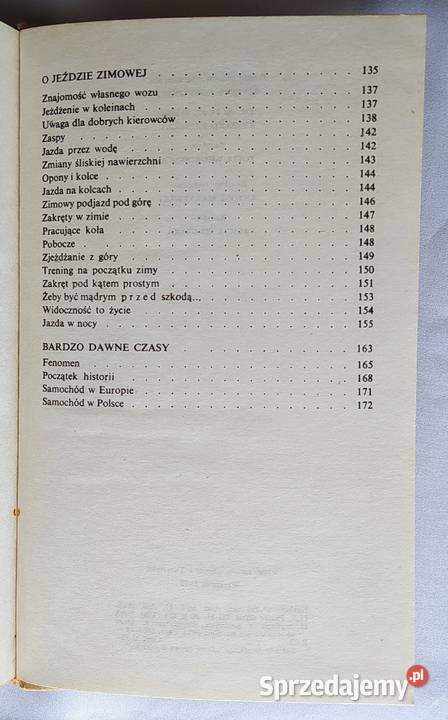 O JEŹDZIE ZIMOWEJ . . . . . . . . . . . . 135
Znajomość własnego wozu . . . . . . . . . . . 137
Jeżdżenie w koleinach . . . . . . . . . . . . 137
Uwaga dla dobrych kierowców . . . . . . . . . . 138
Zaspy . . . . . . . . . . . . . . . . 142
Jazda przez wodę . . . . . . . . . . . . . 142
Zmiany śliskiej nawierzchni . . . . . . . . . . . 143
Opony i kolce . . . . . . . . . . . . . . 144
Jazda na kolcach . . . . . . . . . . . . . 144
Zimowy podjazd pod górę . . . . . . . . . . . 146
Zakręty w zimie . . . . . . . . . . . . . 147
Pracujące koła . . . . . . . . . . . . . . 148
Pobocze . . . . . . . . . . . . . . . 148
Zjeżdżanie z góry . . . . . . . . . . . . . 149
Trening na początku zimy . . . . . . . . . . . 150
Zakręt pod kątem prostym . . . . . . . . . . . 151
Żeby być mądrym p r z e d szkodą... . . . . . . . . . 153
Widoczność to życie . . . . . . . . . . . . 154
Jazda w nocy . . . . . . . . . . . . . . 155
BARDZO DAWNE CZASY . . . . . . . . . . . 163
Fenomen . . . . . . . . . . . . . . . 165
Początek historii . . . . . . . . . . . . . 168
Samochód w Europie . . . . . . . . . . . . 171
Samochód w Polsce . . . . . . . . . . . . 172
Sprzedajemy.pl